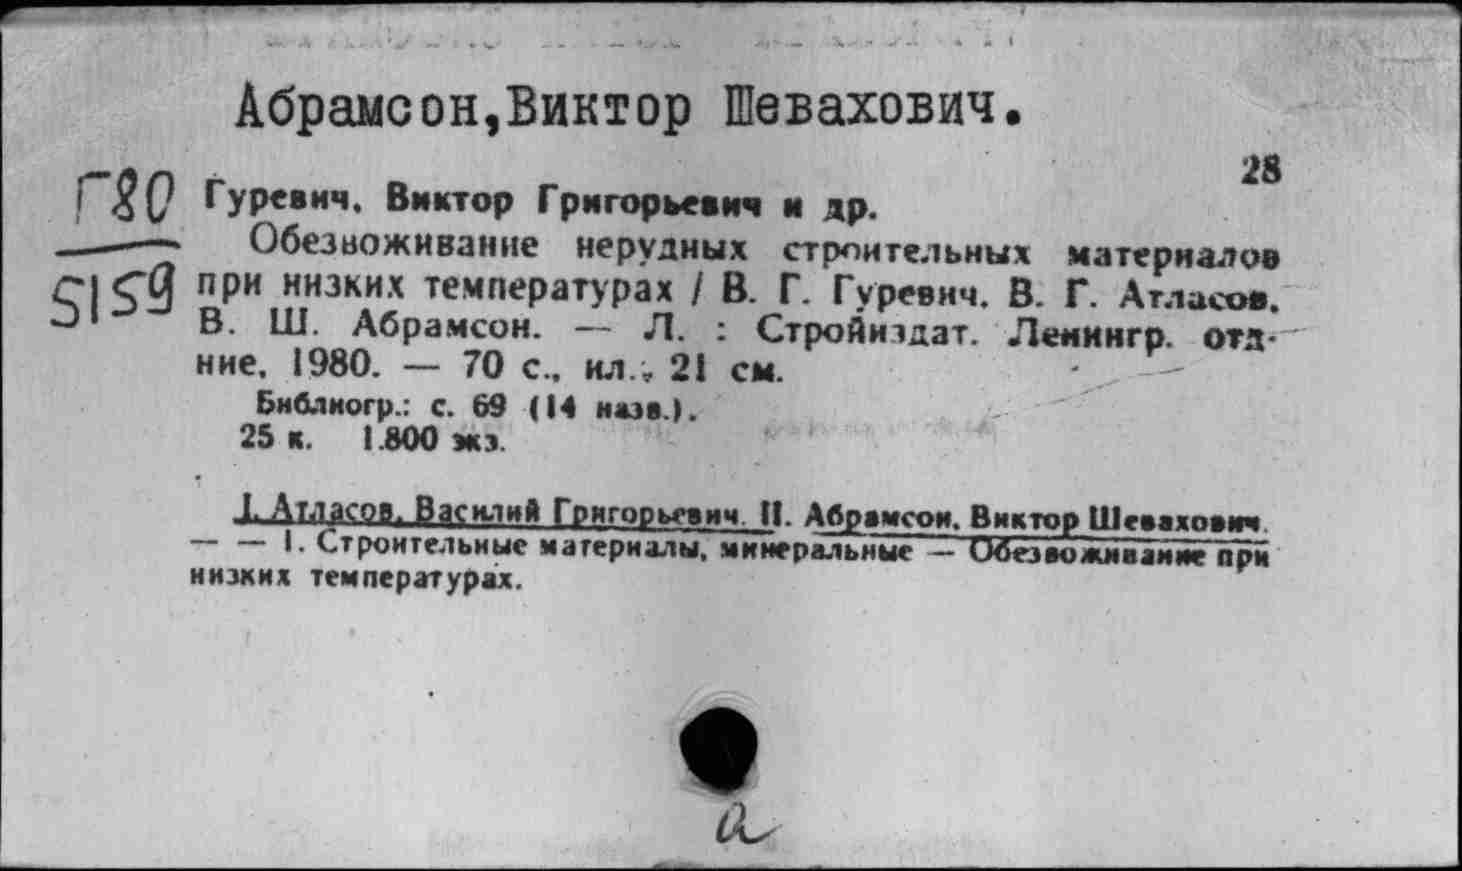 Абрамсон,Виктор Шевахович.
28
Г80
5159
Гуревич, Виктор Григорьевич и др.
Обезвоживание нерудных строительных материалов
при низких температурах / В. Г. Гуревич, В. Г. Атласов,
В. Ш. Абрамсон. — Л. : Стройиздат. Ленингр. отд-
ние, 1980. — 70 с., ил.; 21 см.
Библиогр.: с. 69 (14 назв.).
25 к. 1.800 экз.
I. Атласов, Василий Григорьевич. II. Абрамсон, Виктор Шевахович.
— — 1. Строительные материалы, минеральные — Обезвоживание при
низких температурах.